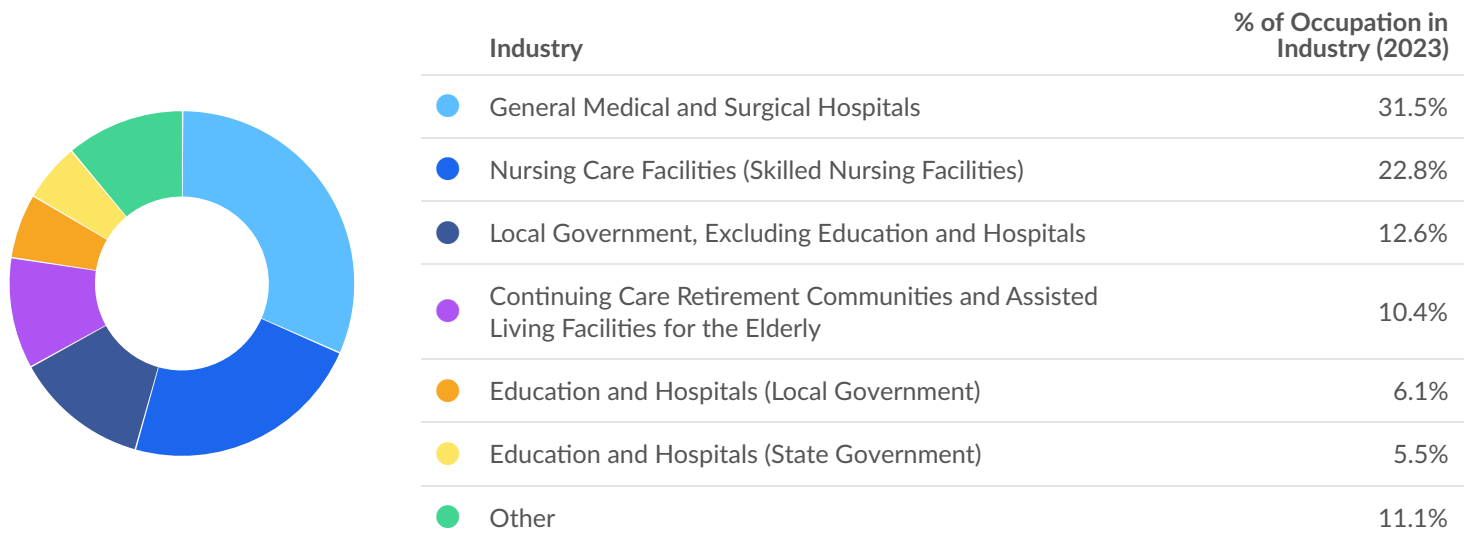 % of Occupation in
Industry Industry (2023)
General Medical and Surgical Hospitals 31.5%
Nursing Care Facilities (Skilled Nursing Facilities) 22.8%
Local Government, Excluding Education and Hospitals 12.6%
Continuing Care Retirement Communities and Assisted
Living Facilities for the Elderly 10.4%
Education and Hospitals (Local Government) 6.1%
Education and Hospitals (State Government) 5.5%
Other 11.1%